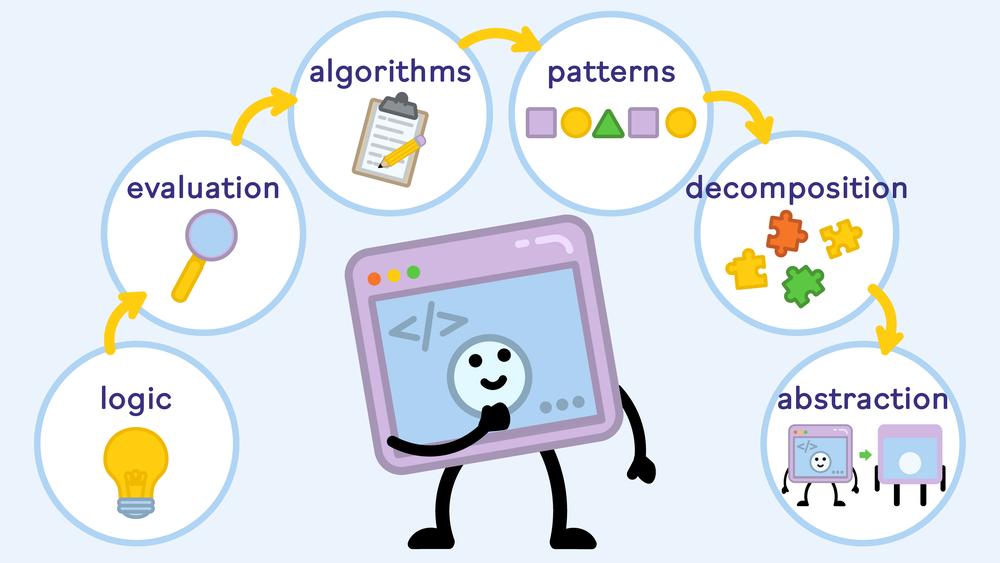 logic
evaluation
algorithms
patterns
decomposition
abstraction
</>
</>